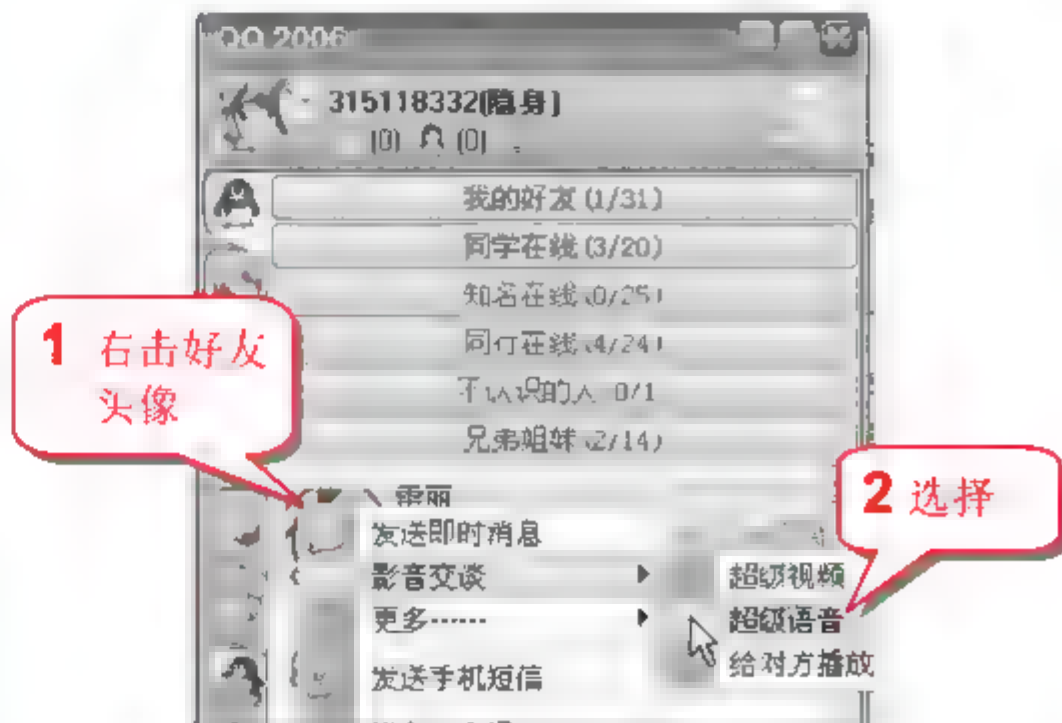 QQ 2006
315118332(隐身)
(0) (0)
我的好友 (1/31)
同学在线 (3/20)
知名在线 (0/25)
同行在线 (4/24)
不认识的人 0/1
兄弟姐妹 (2/14)
1 右击好友
头像
雪丽
发送即时消息
影音交谈
更多······
发送手机短信
2 选择
超级视频
超级语音
给对方播放